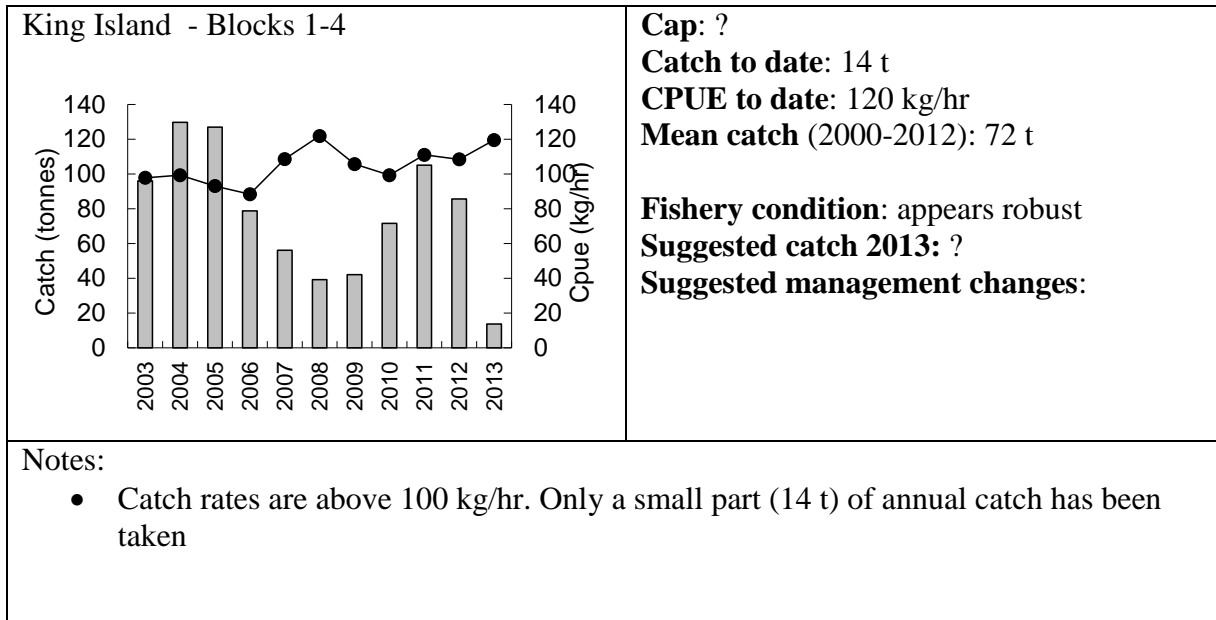 King Island - Blocks 1-4
140
120
100
80
60
40
20
0
Catch (tonnes)
140
120
100
80
60
40
20
0
Cpue (kg/hr)
2003
2004
2005
2006
2007
2008
2009
2010
2011
2012
2013
Cap: ?
Catch to date: 14 t
CPUE to date: 120 kg/hr
Mean catch (2000-2012): 72 t
Fishery condition: appears robust
Suggested catch 2013: ?
Suggested management changes:
Notes:
• Catch rates are above 100 kg/hr. Only a small part (14 t) of annual catch has been
taken